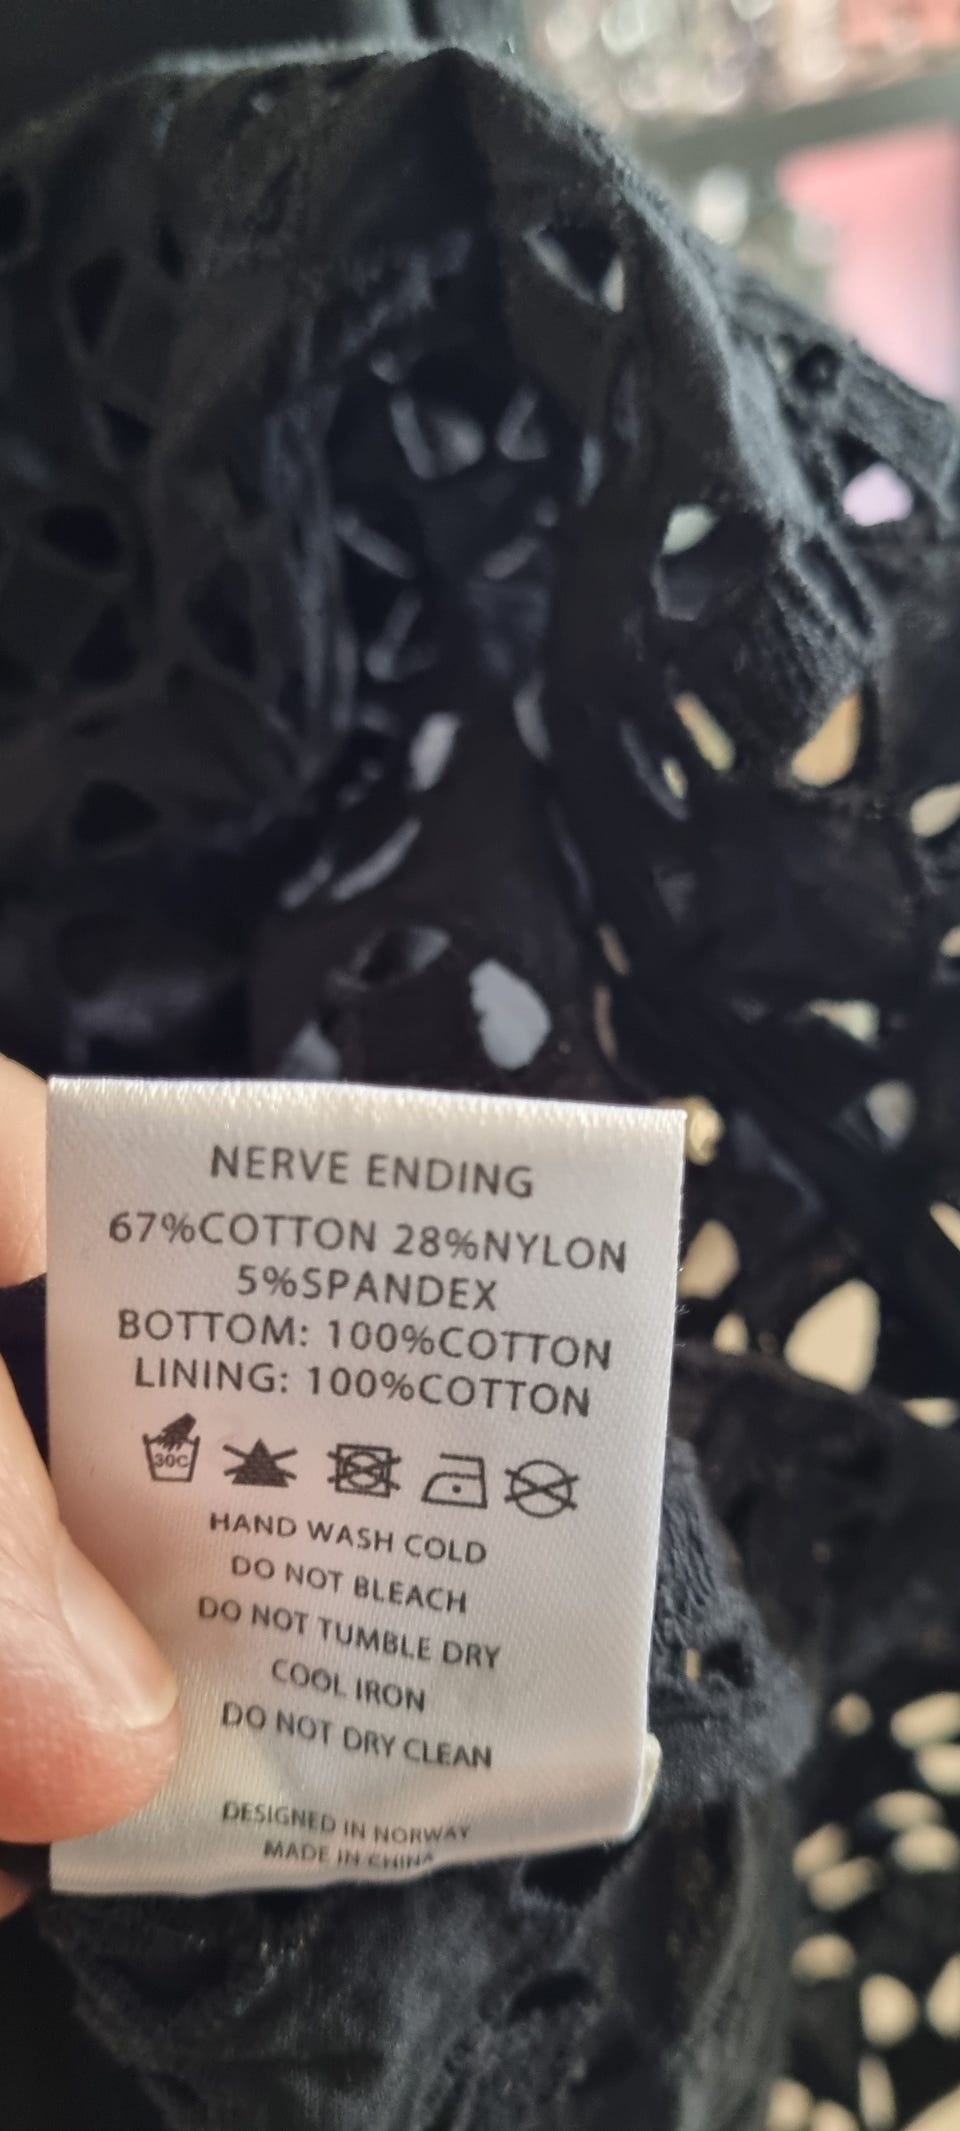 NERVE ENDING
67%COTTON 28%NYLON
5%SPANDEX
BOTTOM: 100%COTTON
LINING: 100%COTTON
30C
HAND WASH COLD
DO NOT BLEACH
DO NOT TUMBLE DRY
COOL IRON
DO NOT DRY CLEAN
DESIGNED IN NORWAY
MADE IN CHINA